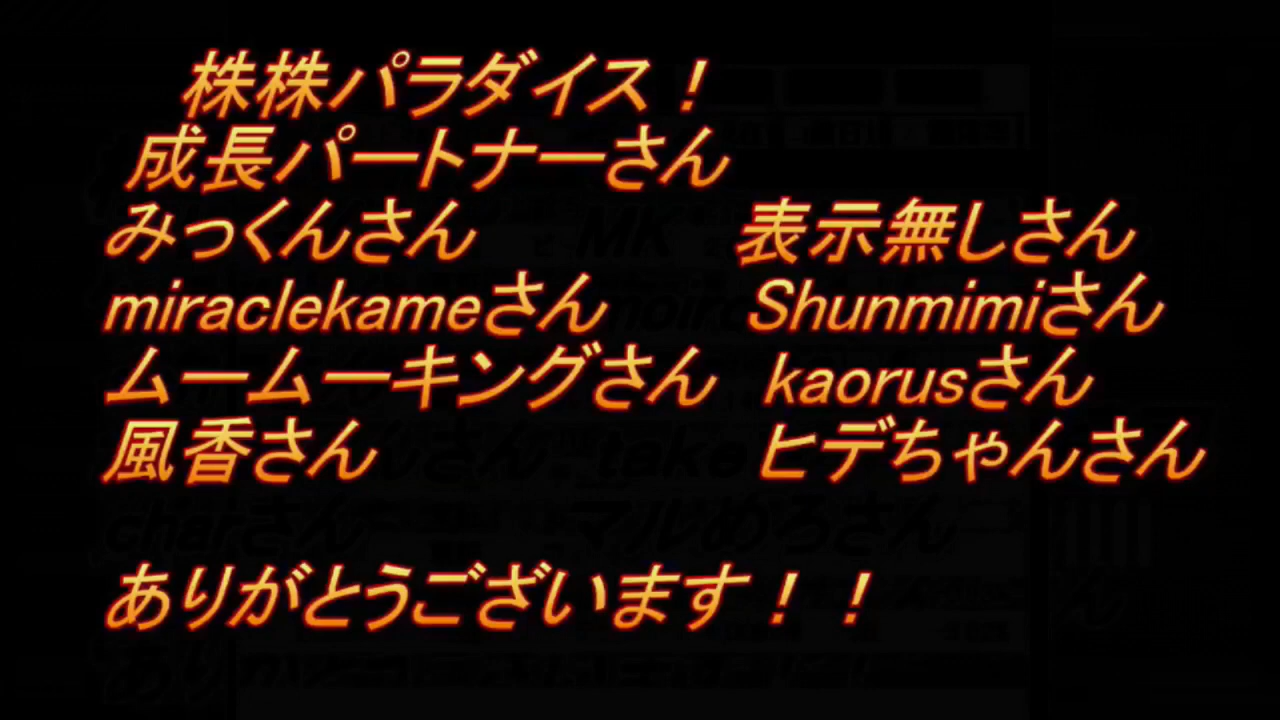 株株パラダイス！
成長パートナーさん
みっくんさん 表示無しさん
miraclekameさん Shunmimiさん
ムームーキングさん kaorusさん
風香さん ヒデちゃんさん
ありがとうございます！！